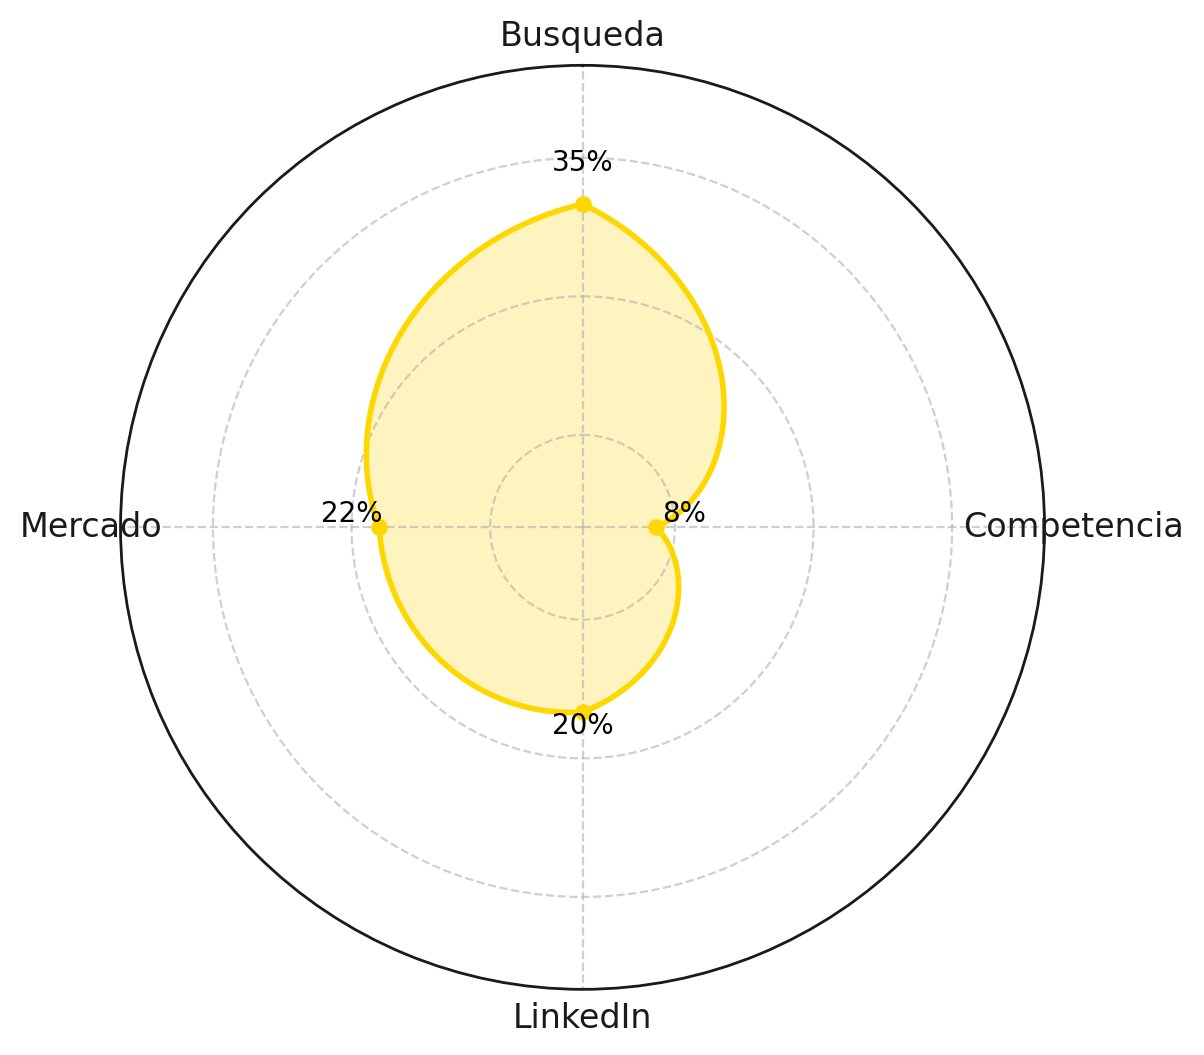 Busqueda
35%
Mercado
22%
8%
Competencia
20%
LinkedIn